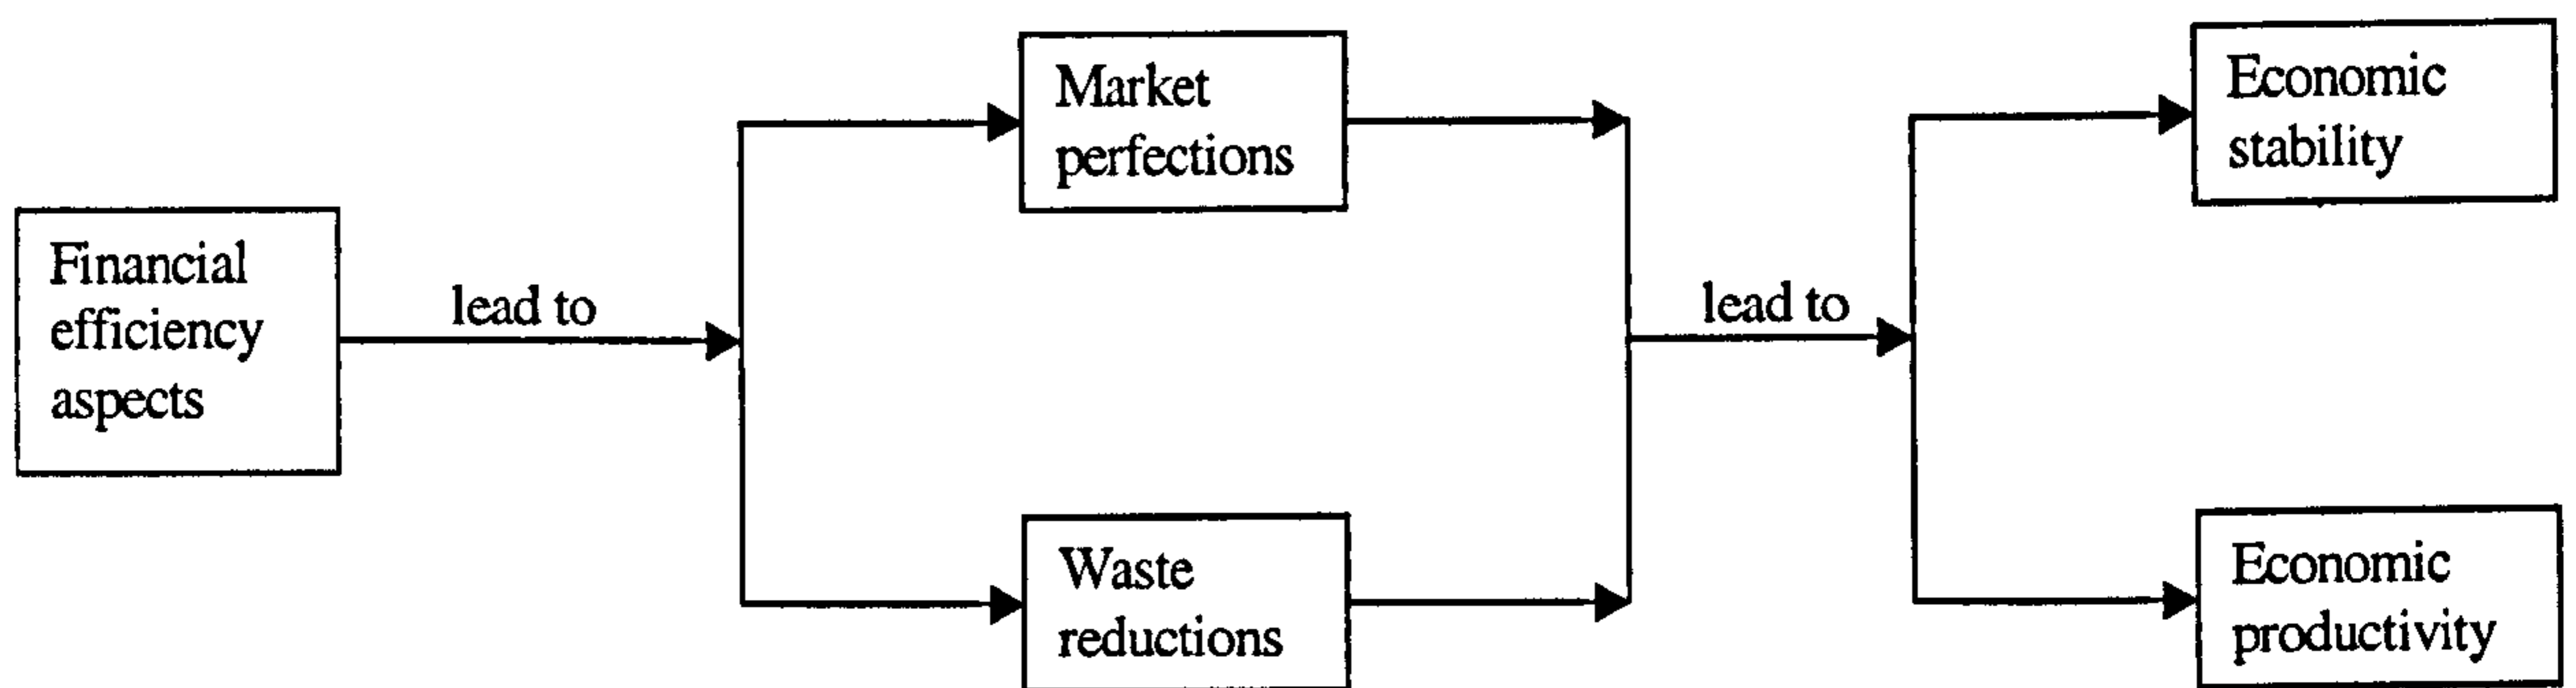 Financial
efficiency
aspects
lead to
Market
perfections
Waste
reductions
lead to
Economic
stability
Economic
productivity